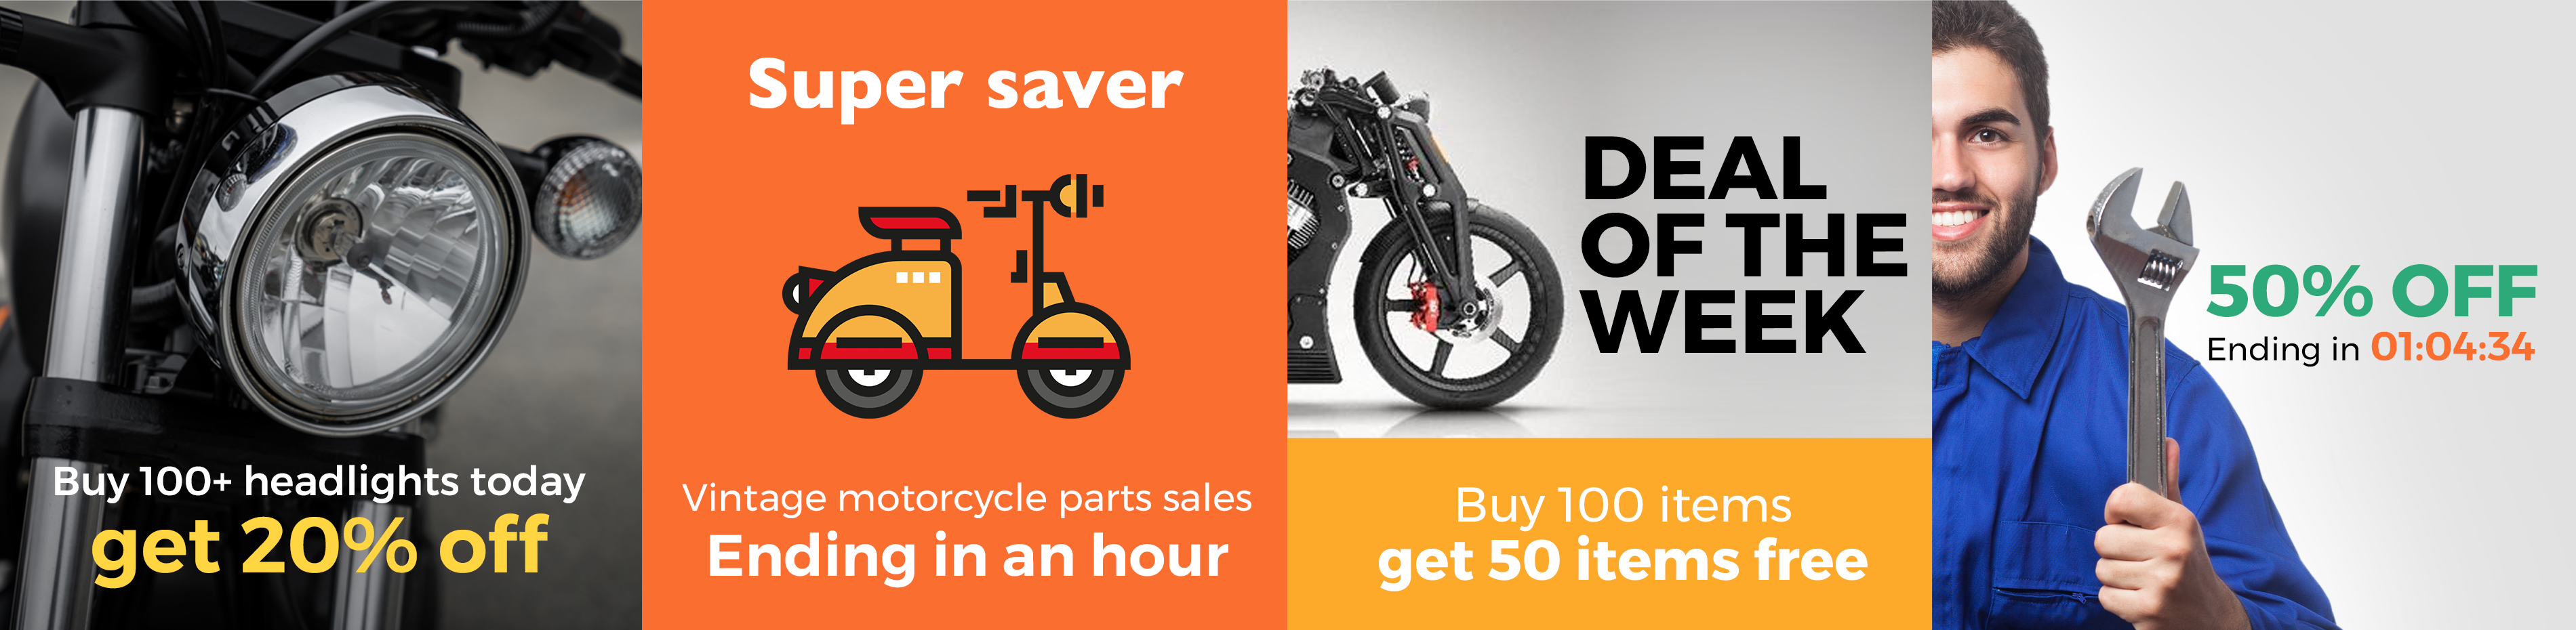 Buy 100+ headlights today
get 20% off
Super saver
Vintage motorcycle parts sales
Ending in an hour
DEAL
OF THE
WEEK
Buy 100 items
get 50 items free
50% OFF
Ending in 01:04:34